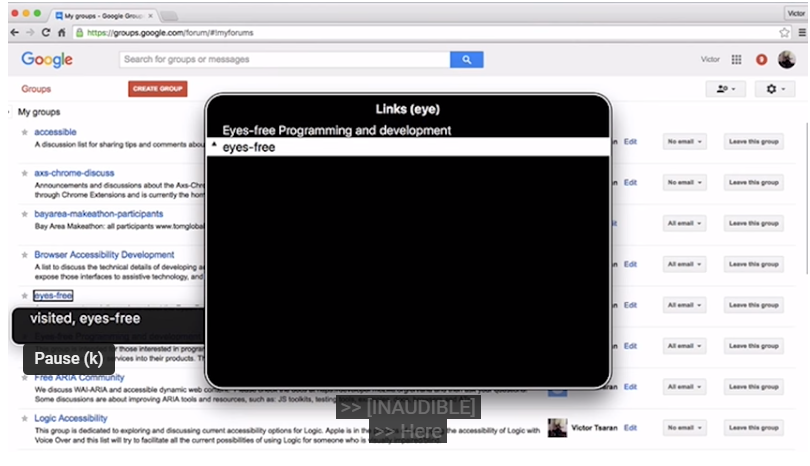 My groups - Google Group
Victor
https://groups.google.com/forum/#!myforums
Google
Search for groups or messages
Victor
Groups
CREATE GROUP
My groups
Links (eye)
Eyes-free Programming and development
eyes-free
accessible
A discussion list for sharing tips and comments abou
Edit
No email
Leave this group
axs-chrome-discuss
Announcements and discussions about the Axs-Chr
through Chrome Extensions and is currently the hom
Edit
No email
Leave this group
bayarea-makeathon-participants
Bay Area Makeathon: all participants www.tomglobal
All email
Leave this group
Browser Accessibility Development
A list to discuss the technical details of developing a
expose those interfaces to assistive technology, and
Edit
All email
Leave this group
eyes-free
Edit
All email
Leave this group
visited, eyes-free
Pause (k)
for those interested in program
services into their products. Th
Edit
All email
Leave this group
Free ARIA Community
We discuss WAI-ARIA and accessible dynamic web
Some discussions are about improving ARIA tools and resources, such as: JS toolkits, testing
Edit
All email
Leave this group
>> [INAUDIBLE]
>> Here
Logic Accessibility
This group is dedicated to exploring and discussing current accessibility options for Logic. Apple is in the
the accessibility of Logic with
Voice Over and this list will try to facilitate all the current possibilities of using Logic for someone who is
Victor Tsaran
Edit
No email
Leave this group